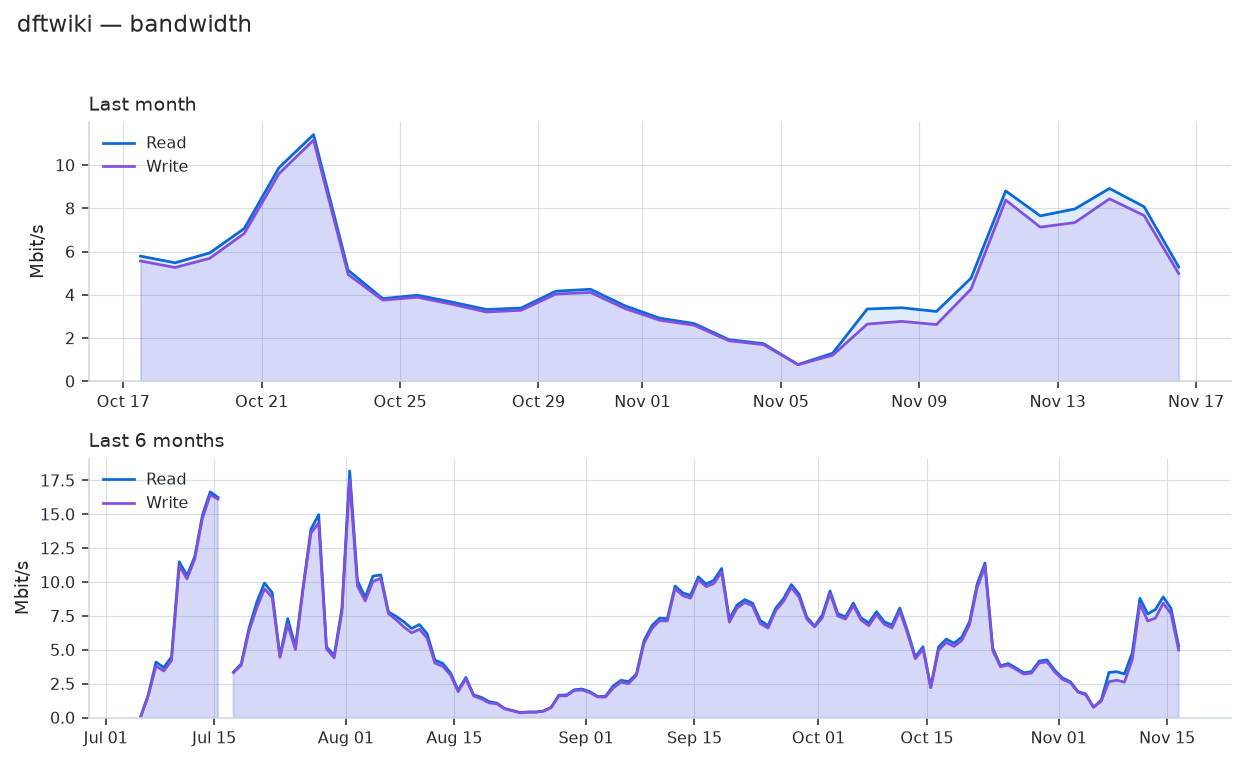 dftwiki — bandwidth
Last month
Read
Write
Mbit/s
10
8
6
4
2
0
Oct 17 Oct 21 Oct 25 Oct 29 Nov 01 Nov 05 Nov 09 Nov 13 Nov 17
Last 6 months
Read
Write
Mbit/s
17.5
15.0
12.5
10.0
7.5
5.0
2.5
0.0
Jul 01 Jul 15 Aug 01 Aug 15 Sep 01 Sep 15 Oct 01 Oct 15 Nov 01 Nov 15